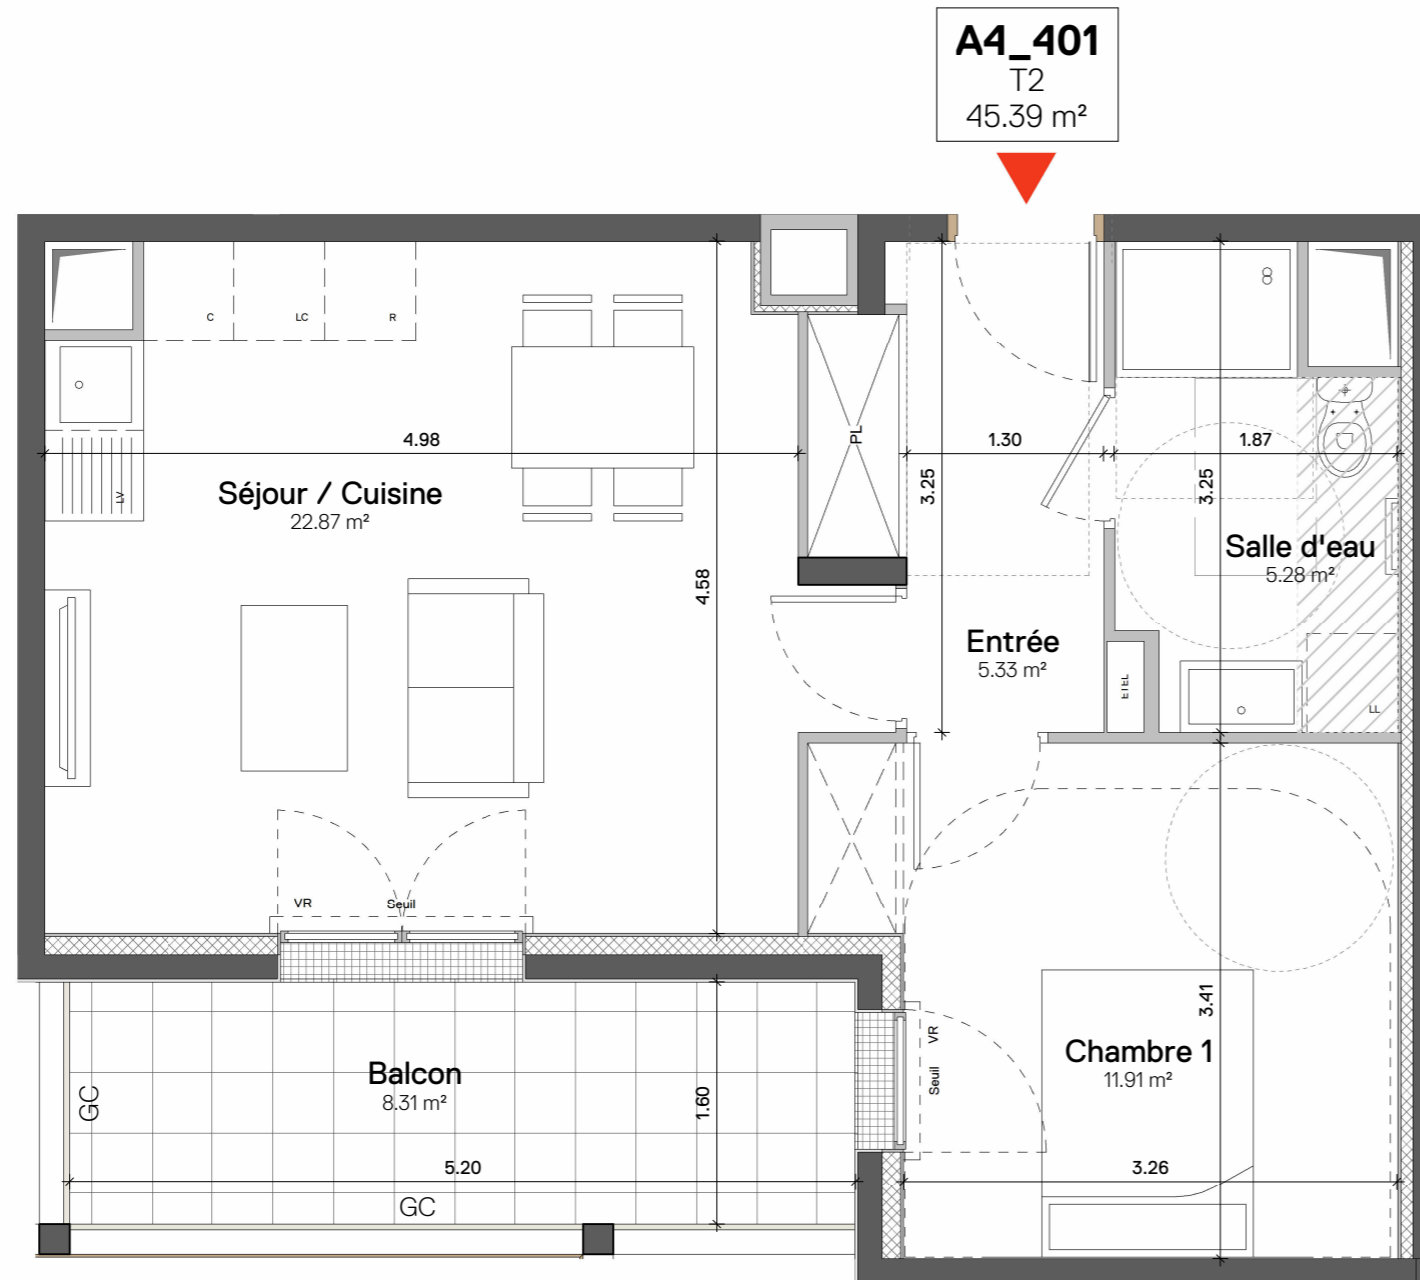 A4_401
T2
45.39 m²
C
LC
R
4.98
PL
1.30
1.87
LV
Séjour / Cuisine
22.87 m²
3.25
3.25
4.58
Salle d'eau
5.28 m²
Entrée
5.33 m²
ETEL
LL
VR
Seuil
3.41
VR
Seuil
Chambre 1
11.91 m²
Balcon
8.31 m²
GC
1.60
5.20
3.26
GC